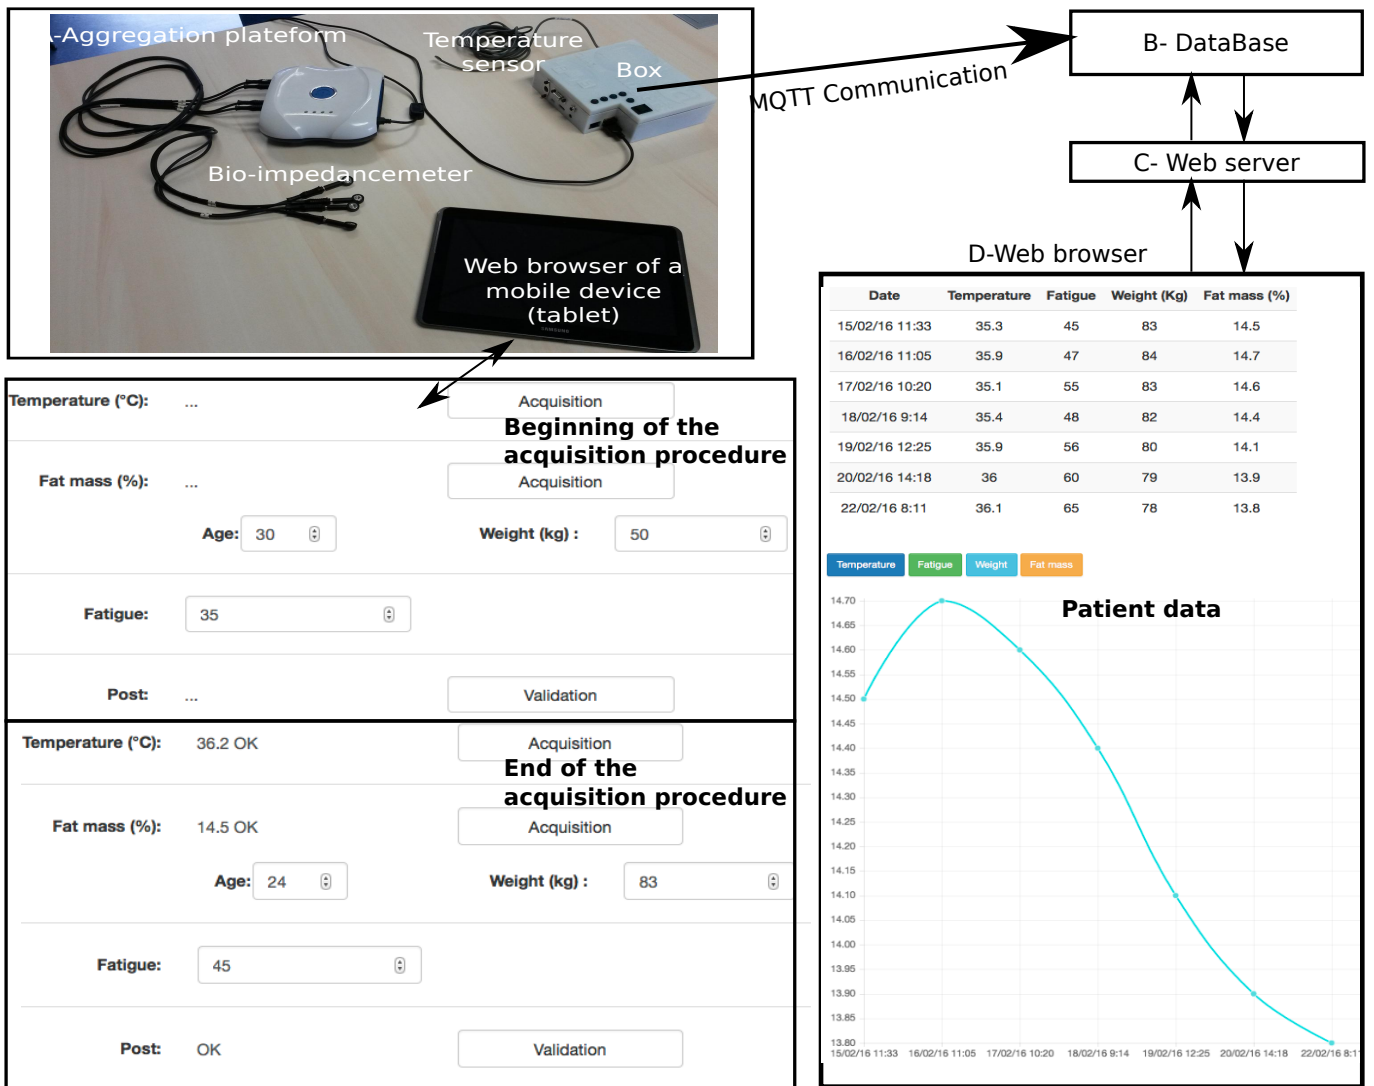 -Aggregation plateform
Temperature
sensor
Box
Bio-impedancemeter
Web browser of a
mobile device
(tablet)
SAMSUNG
MQTT Communication
B- DataBase
C- Web server
D-Web browser
Temperature (°C): ... Acquisition
Beginning of the
acquisition procedure
Fat mass (%): ... Acquisition
Age: 30 Weight (kg) : 50
Fatigue: 35
Post: ... Validation
Temperature (°C): 36.2 OK Acquisition
End of the
acquisition procedure
Fat mass (%): 14.5 OK Acquisition
Age: 24 Weight (kg) : 83
Fatigue: 45
Post: OK Validation
Date Temperature Fatigue Weight (Kg) Fat mass (%)
15/02/16 11:33 35.3 45 83 14.5
16/02/16 11:05 35.9 47 84 14.7
17/02/16 10:20 35.1 55 83 14.6
18/02/16 9:14 35.4 48 82 14.4
19/02/16 12:25 35.9 56 80 14.1
20/02/16 14:18 36 60 79 13.9
22/02/16 8:11 36.1 65 78 13.8
Temperature Fatigue Weight Fat mass
Patient data
14.70
14.65
14.60
14.55
14.50
14.45
14.40
14.35
14.30
14.25
14.20
14.15
14.10
14.05
14.00
13.95
13.90
13.85
13.80
15/02/16 11:33 16/02/16 11:05 17/02/16 10:20 18/02/16 9:14 19/02/16 12:25 20/02/16 14:18 22/02/16 8:1